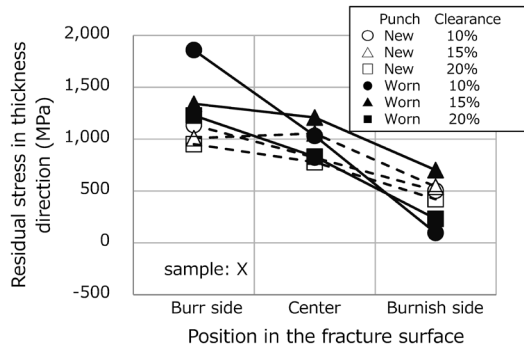 Punch Clearance
New 10%
New 15%
New 20%
Worn 10%
Worn 15%
Worn 20%
Residual stress in thickness
direction (MPa)
2,000
1,500
1,000
500
0
-500
sample: X
Burr side Center Burnish side
Position in the fracture surface